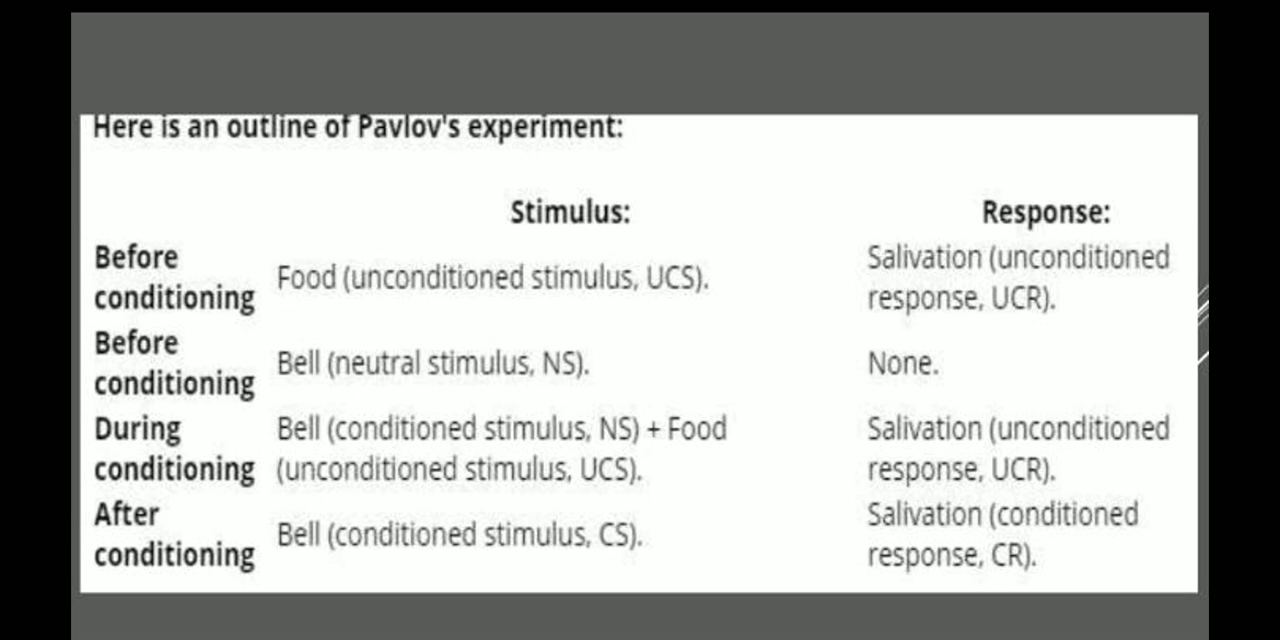 Here is an outline of Pavlov's experiment:
Stimulus: Response:
Before conditioning Food (unconditioned stimulus, UCS). Salivation (unconditioned response, UCR).
Before conditioning Bell (neutral stimulus, NS). None.
During conditioning Bell (conditioned stimulus, NS) + Food (unconditioned stimulus, UCS). Salivation (unconditioned response, UCR).
After conditioning Bell (conditioned stimulus, CS). Salivation (conditioned response, CR).